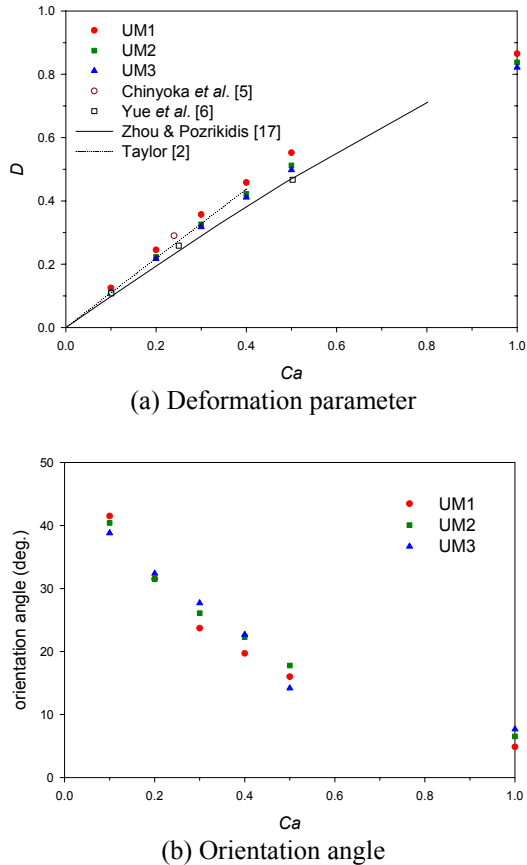 1.0
0.8
0.6
0.4
0.2
0.0
D
UM1
UM2
UM3
Chinyoka et al. [5]
Yue et al. [6]
Zhou & Pozrikidis [17]
Taylor [2]
0.0 0.2 0.4 0.6 0.8 1.0
Ca
(a) Deformation parameter
50
40
30
20
10
0
orientation angle (deg.)
UM1
UM2
UM3
0.0 0.2 0.4 0.6 0.8 1.0
Ca
(b) Orientation angle